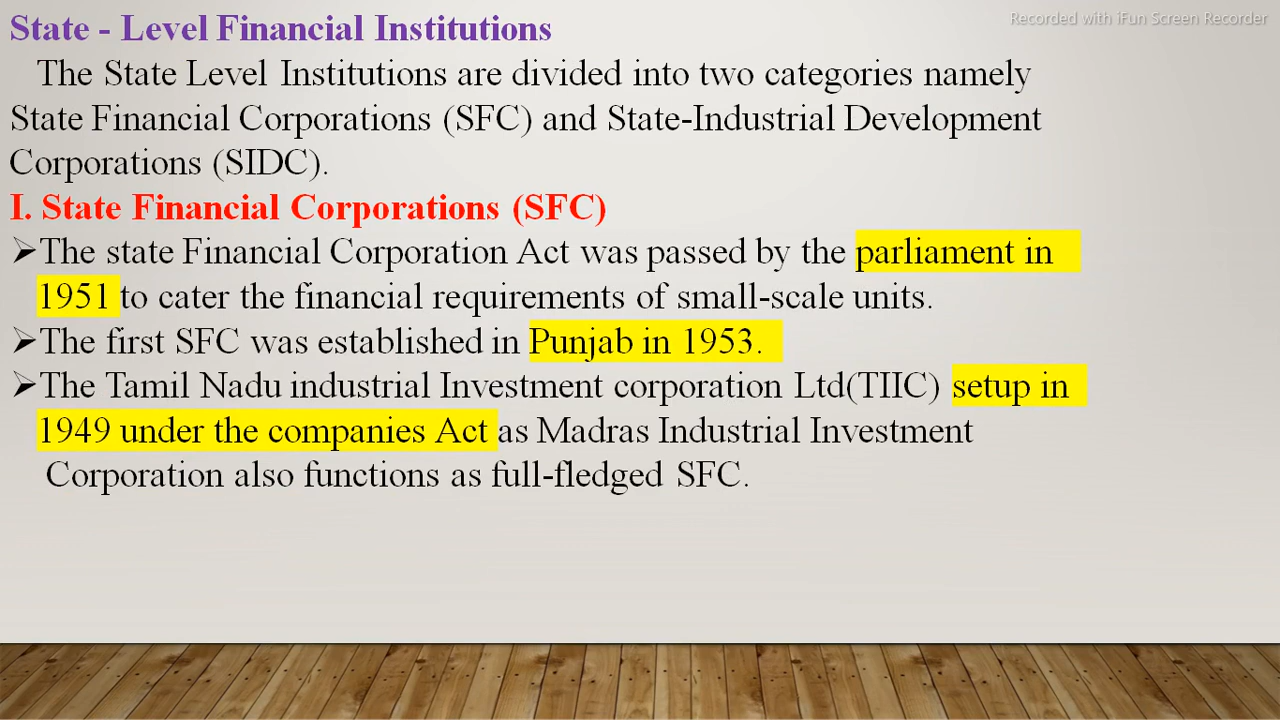 Recorded with iFun Screen Recorder
State - Level Financial Institutions
The State Level Institutions are divided into two categories namely
State Financial Corporations (SFC) and State-Industrial Development
Corporations (SIDC).
I. State Financial Corporations (SFC)
➢The state Financial Corporation Act was passed by the parliament in
1951 to cater the financial requirements of small-scale units.
➢The first SFC was established in Punjab in 1953.
➢The Tamil Nadu industrial Investment corporation Ltd(TIIC) setup in
1949 under the companies Act as Madras Industrial Investment
Corporation also functions as full-fledged SFC.